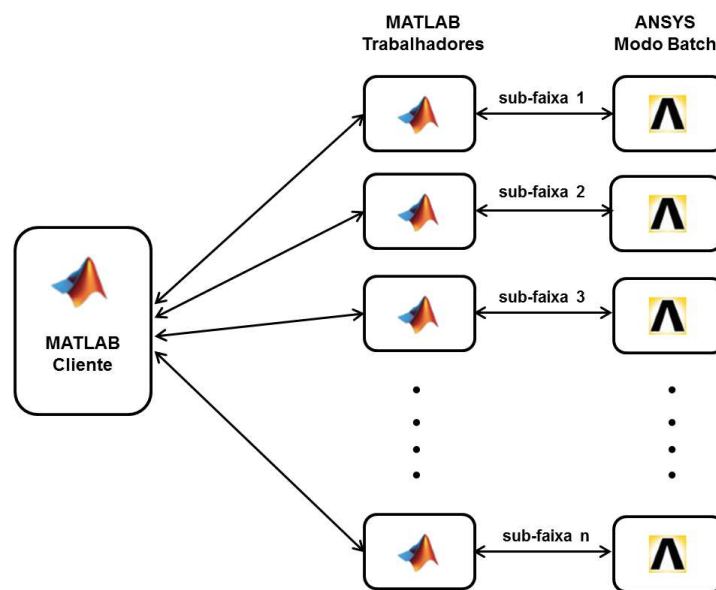 MATLAB
Trabalhadores
ANSYS
Modo Batch
sub-faixa 1
sub-faixa 2
sub-faixa 3
MATLAB
Cliente
sub-faixa n